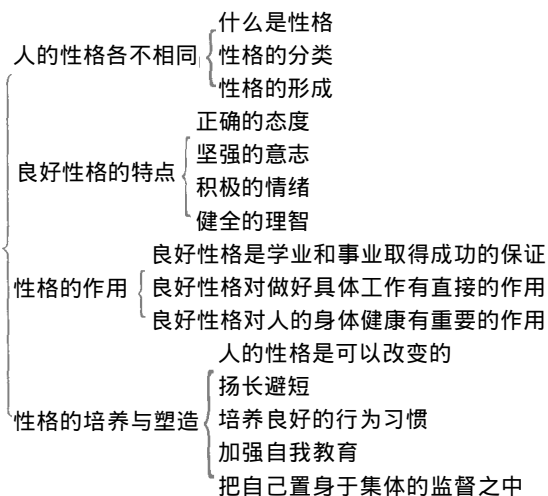 人的性格各不相同
什么是性格
性格的分类
性格的形成
良好性格的特点
正确的态度
坚强的意志
积极的情绪
健全的理智
性格的作用
良好性格是学业和事业取得成功的保证
良好性格对做好具体工作有直接的作用
良好性格对人的身体健康有重要的作用
性格的培养与塑造
人的性格是可以改变的
扬长避短
培养良好的行为习惯
加强自我教育
把自己置身于集体的监督之中